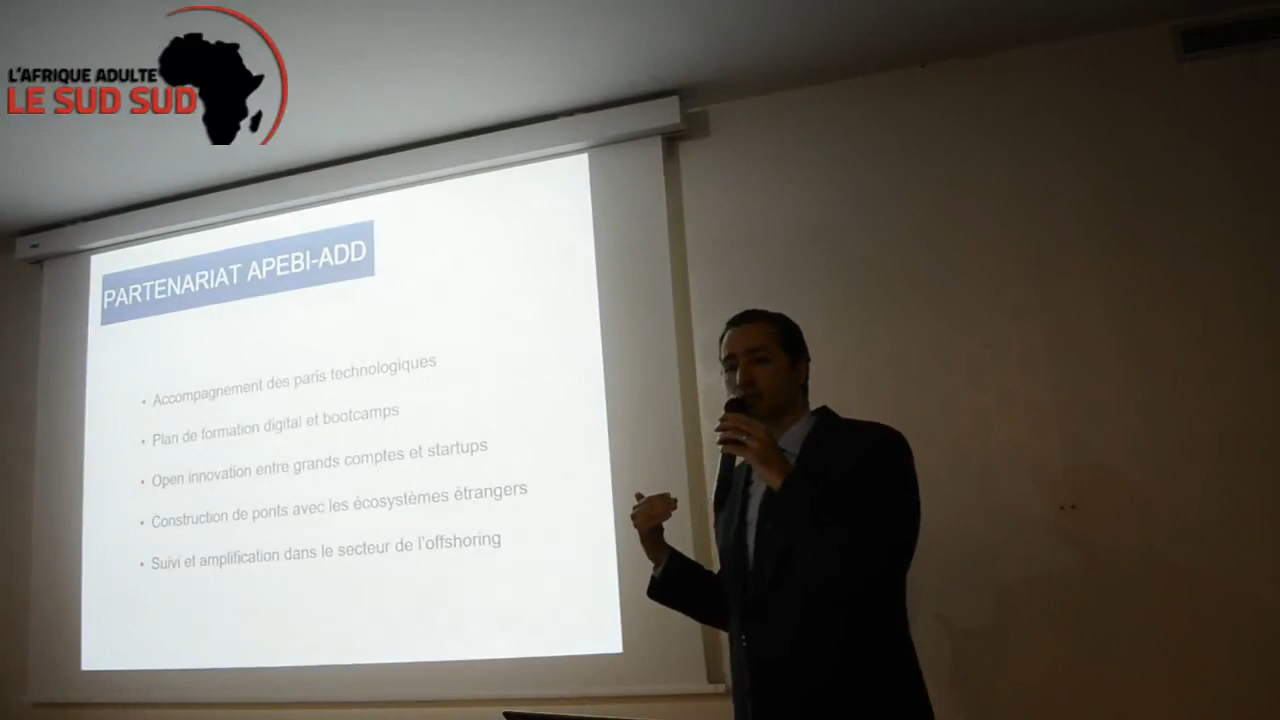 L'AFRIQUE ADULTE
LE SUD SUD
PARTENARIAT APEBI-ADD
• Accompagnement des paris technologiques
• Plan de formation digital et bootcamps
• Open innovation entre grands comptes et startups
• Construction de ponts avec les écosystèmes étrangers
• Suivi et amplification dans le secteur de l'offshoring